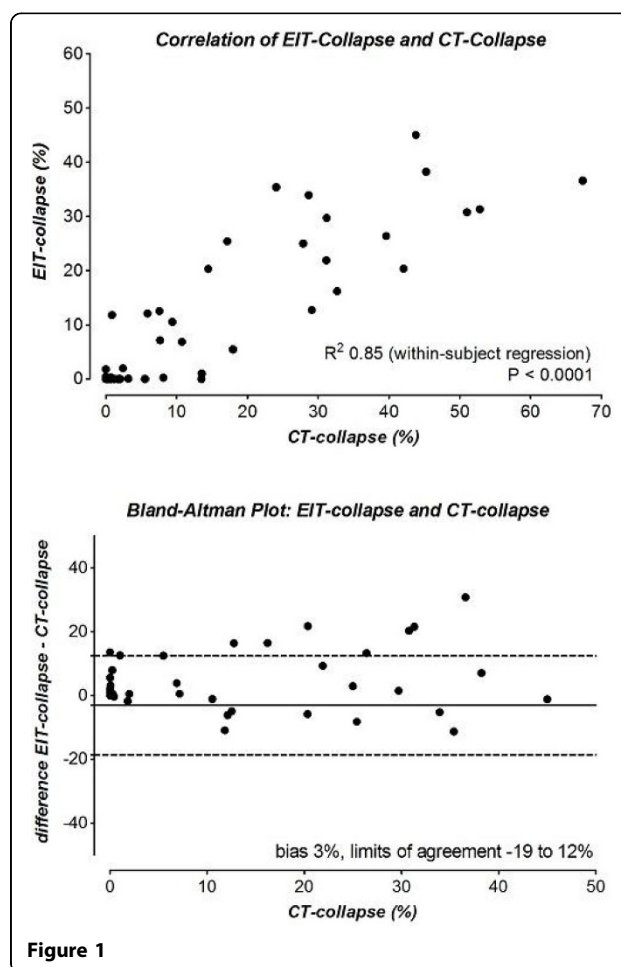 Correlation of EIT-Collapse and CT-Collapse
60
50
40
30
20
10
0
EIT-collapse (%)
R² 0.85 (within-subject regression)
P < 0.0001
0 10 20 30 40 50 60 70
CT-collapse (%)
Bland-Altman Plot: EIT-collapse and CT-collapse
40
20
0
-20
-40
difference EIT-collapse - CT-collapse
bias 3%, limits of agreement -19 to 12%
0 10 20 30 40 50
CT-collapse (%)
Figure 1